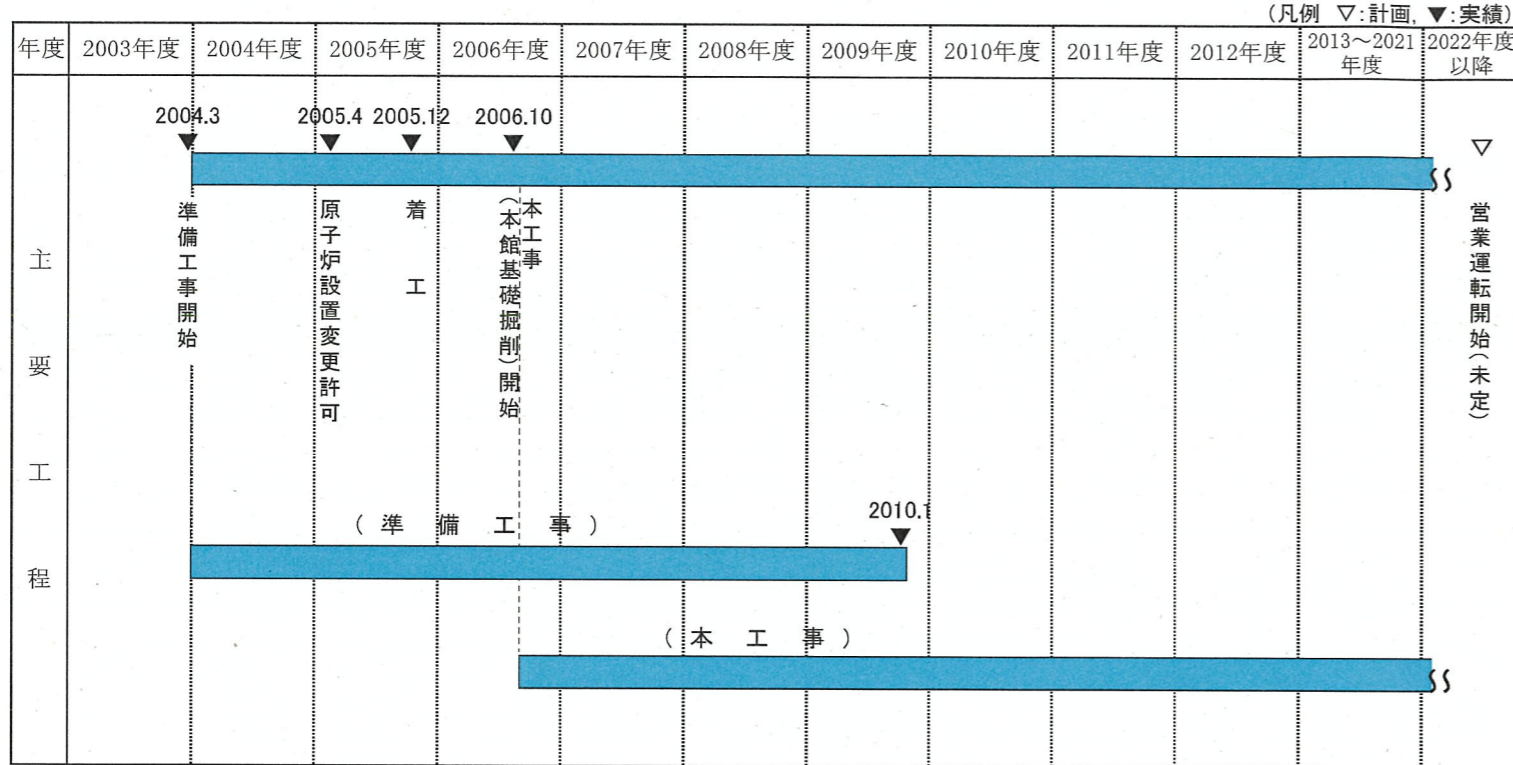 (凡例 ▽:計画, ▼:実績)
年度 2003年度 2004年度 2005年度 2006年度 2007年度 2008年度 2009年度 2010年度 2011年度 2012年度 2013～2021年度 2022年度以降
主要工程
2004.3 2005.4 2005.12 2006.10
▼ ▼ ▼ ▼ ▽
準備工事開始
原子炉設置変更許可
着工
本工事
(本館基礎掘削)開始
営業運転開始(未定)
(準備工事)
2010.1
▼
(本工事)